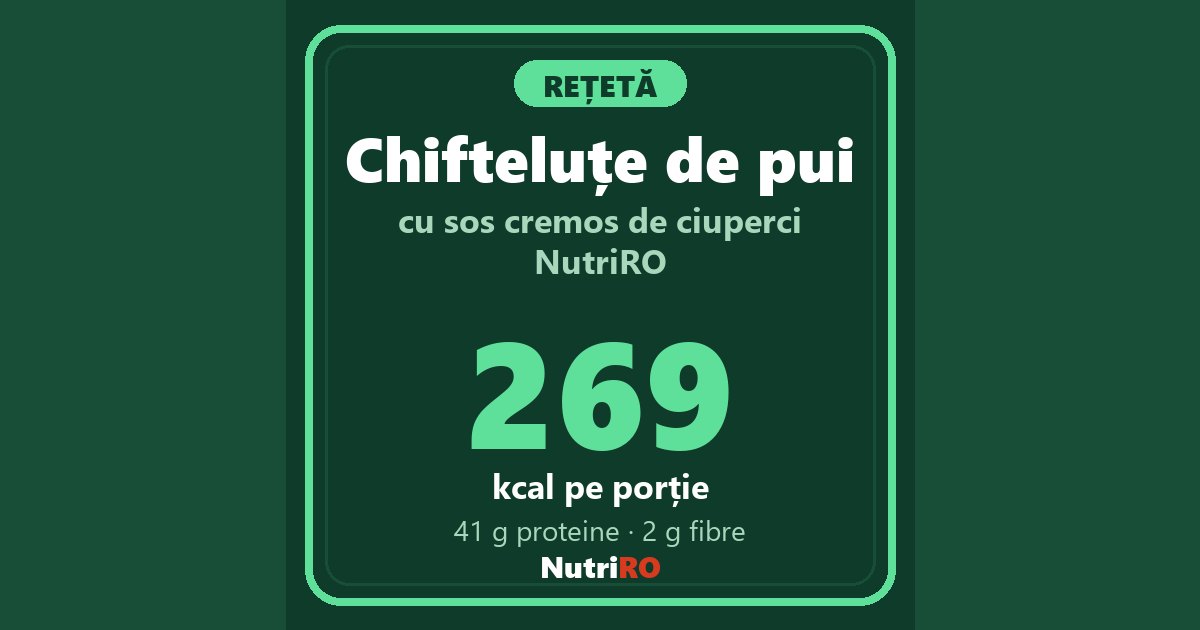 REȚETĂ
Chifteluțe de pui
cu sos cremos de ciuperci
NutriRO
269
kcal pe porție
41 g proteine · 2 g fibre
NutriRO